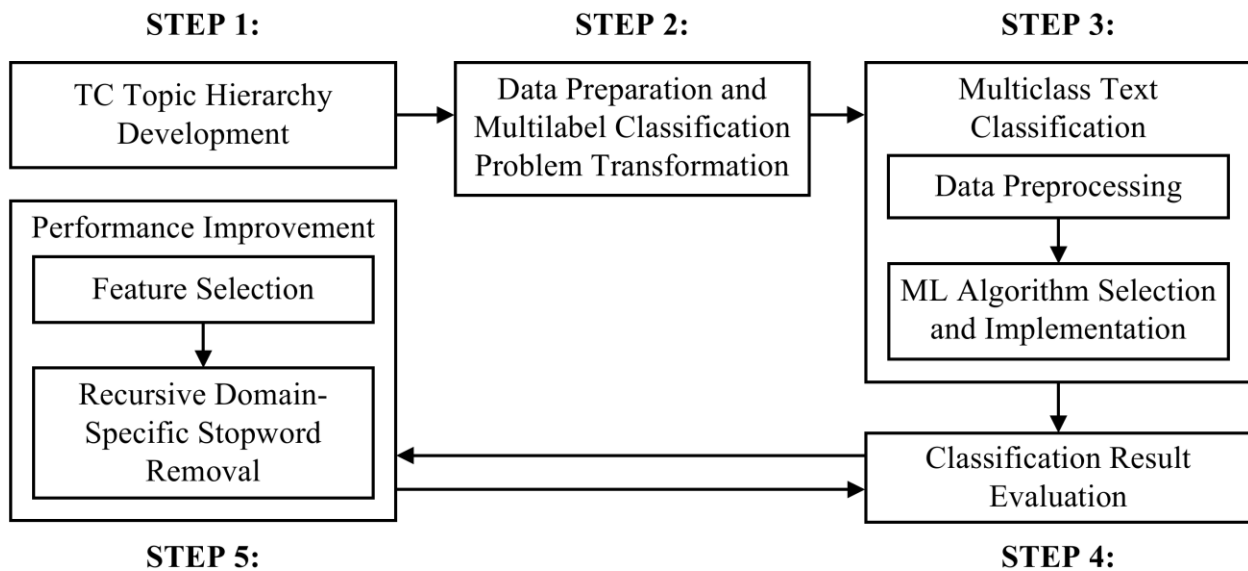 STEP 1:
TC Topic Hierarchy
Development
STEP 2:
Data Preparation and
Multilabel Classification
Problem Transformation
STEP 3:
Multiclass Text
Classification
Data Preprocessing
ML Algorithm Selection
and Implementation
Classification Result
Evaluation
STEP 4:
Performance Improvement
Feature Selection
Recursive Domain-
Specific Stopword
Removal
STEP 5: